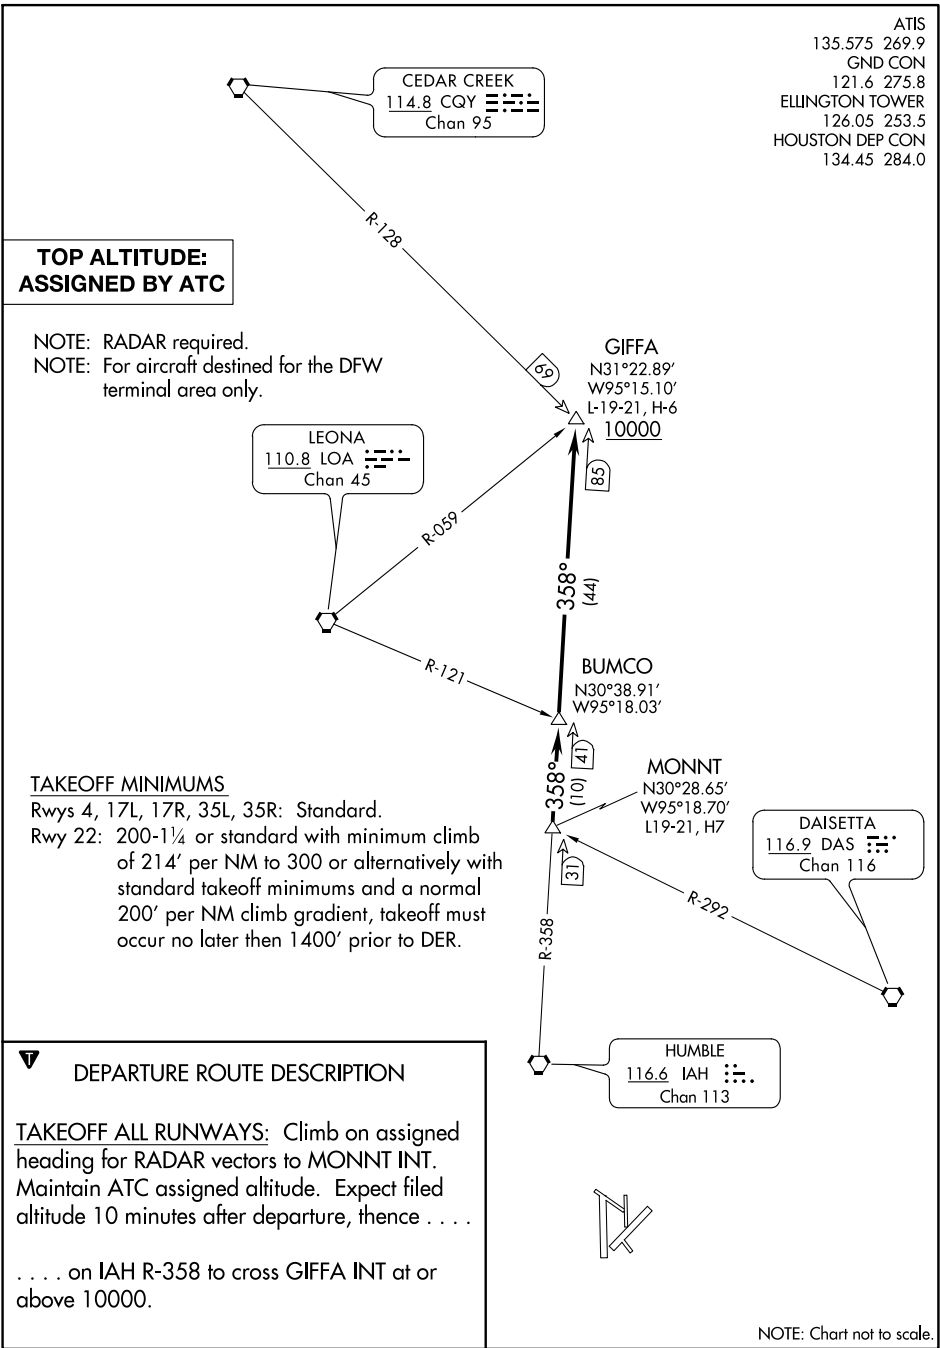 ATIS
135.575 269.9
GND CON
121.6 275.8
ELLINGTON TOWER
126.05 253.5
HOUSTON DEP CON
134.45 284.0
CEDAR CREEK
114.8 CQY
Chan 95
R-128
TOP ALTITUDE:
ASSIGNED BY ATC
NOTE: RADAR required.
NOTE: For aircraft destined for the DFW
terminal area only.
69
GIFFA
N31°22.89'
W95°15.10'
L-19-21, H-6
10000
LEONA
110.8 LOA
Chan 45
85
R-059
358°
(44)
R-121
BUMCO
N30°38.91'
W95°18.03'
41
358°
(10)
MONNT
N30°28.65'
W95°18.70'
L19-21, H7
TAKEOFF MINIMUMS
Rwys 4, 17L, 17R, 35L, 35R: Standard.
Rwy 22: 200-1¼ or standard with minimum climb
of 214' per NM to 300 or alternatively with
standard takeoff minimums and a normal
200' per NM climb gradient, takeoff must
occur no later then 1400' prior to DER.
31
DAISETTA
116.9 DAS
Chan 116
R-292
R-358
HUMBLE
116.6 IAH
Chan 113
T
DEPARTURE ROUTE DESCRIPTION
TAKEOFF ALL RUNWAYS: Climb on assigned
heading for RADAR vectors to MONNT INT.
Maintain ATC assigned altitude. Expect filed
altitude 10 minutes after departure, thence . . . .
. . . . on IAH R-358 to cross GIFFA INT at or
above 10000.
NOTE: Chart not to scale.